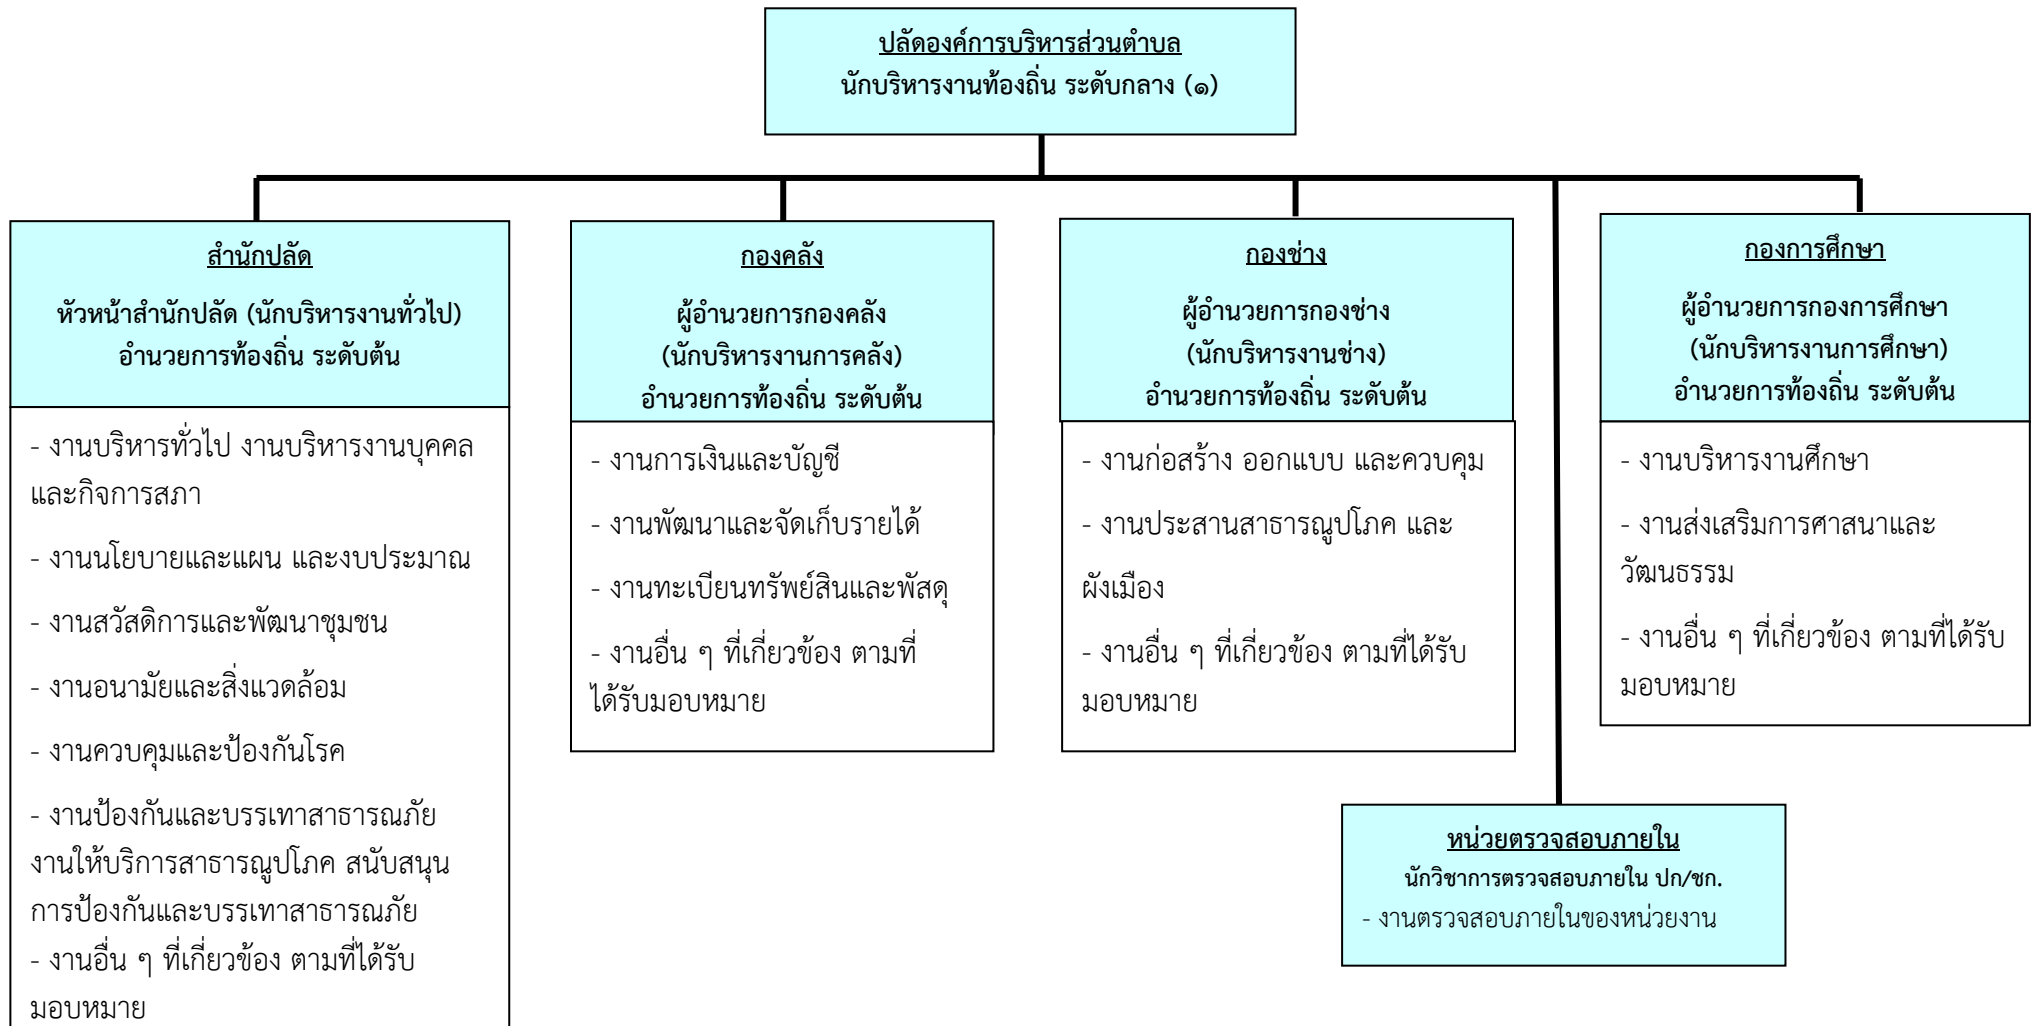 ปลัดองค์การบริหารส่วนตำบล
นักบริหารงานท้องถิ่น ระดับกลาง (๑)
สำนักปลัด
หัวหน้าสำนักปลัด (นักบริหารงานทั่วไป)
อำนวยการท้องถิ่น ระดับต้น
- งานบริหารทั่วไป งานบริหารงานบุคคล
และกิจการสภา
- งานนโยบายและแผน และงบประมาณ
- งานสวัสดิการและพัฒนาชุมชน
- งานอนามัยและสิ่งแวดล้อม
- งานควบคุมและป้องกันโรค
- งานป้องกันและบรรเทาสาธารณภัย
งานให้บริการสาธารณูปโภค สนับสนุน
การป้องกันและบรรเทาสาธารณภัย
- งานอื่น ๆ ที่เกี่ยวข้อง ตามที่ได้รับ
มอบหมาย
กองคลัง
ผู้อำนวยการกองคลัง
(นักบริหารงานการคลัง)
อำนวยการท้องถิ่น ระดับต้น
- งานการเงินและบัญชี
- งานพัฒนาและจัดเก็บรายได้
- งานทะเบียนทรัพย์สินและพัสดุ
- งานอื่น ๆ ที่เกี่ยวข้อง ตามที่
ได้รับมอบหมาย
กองช่าง
ผู้อำนวยการกองช่าง
(นักบริหารงานช่าง)
อำนวยการท้องถิ่น ระดับต้น
- งานก่อสร้าง ออกแบบ และควบคุม
- งานประสานสาธารณูปโภค และ
ผังเมือง
- งานอื่น ๆ ที่เกี่ยวข้อง ตามที่ได้รับ
มอบหมาย
กองการศึกษา
ผู้อำนวยการกองการศึกษา
(นักบริหารงานการศึกษา)
อำนวยการท้องถิ่น ระดับต้น
- งานบริหารงานศึกษา
- งานส่งเสริมการศาสนาและ
วัฒนธรรม
- งานอื่น ๆ ที่เกี่ยวข้อง ตามที่ได้รับ
มอบหมาย
หน่วยตรวจสอบภายใน
นักวิชาการตรวจสอบภายใน ปก/ชก.
- งานตรวจสอบภายในของหน่วยงาน